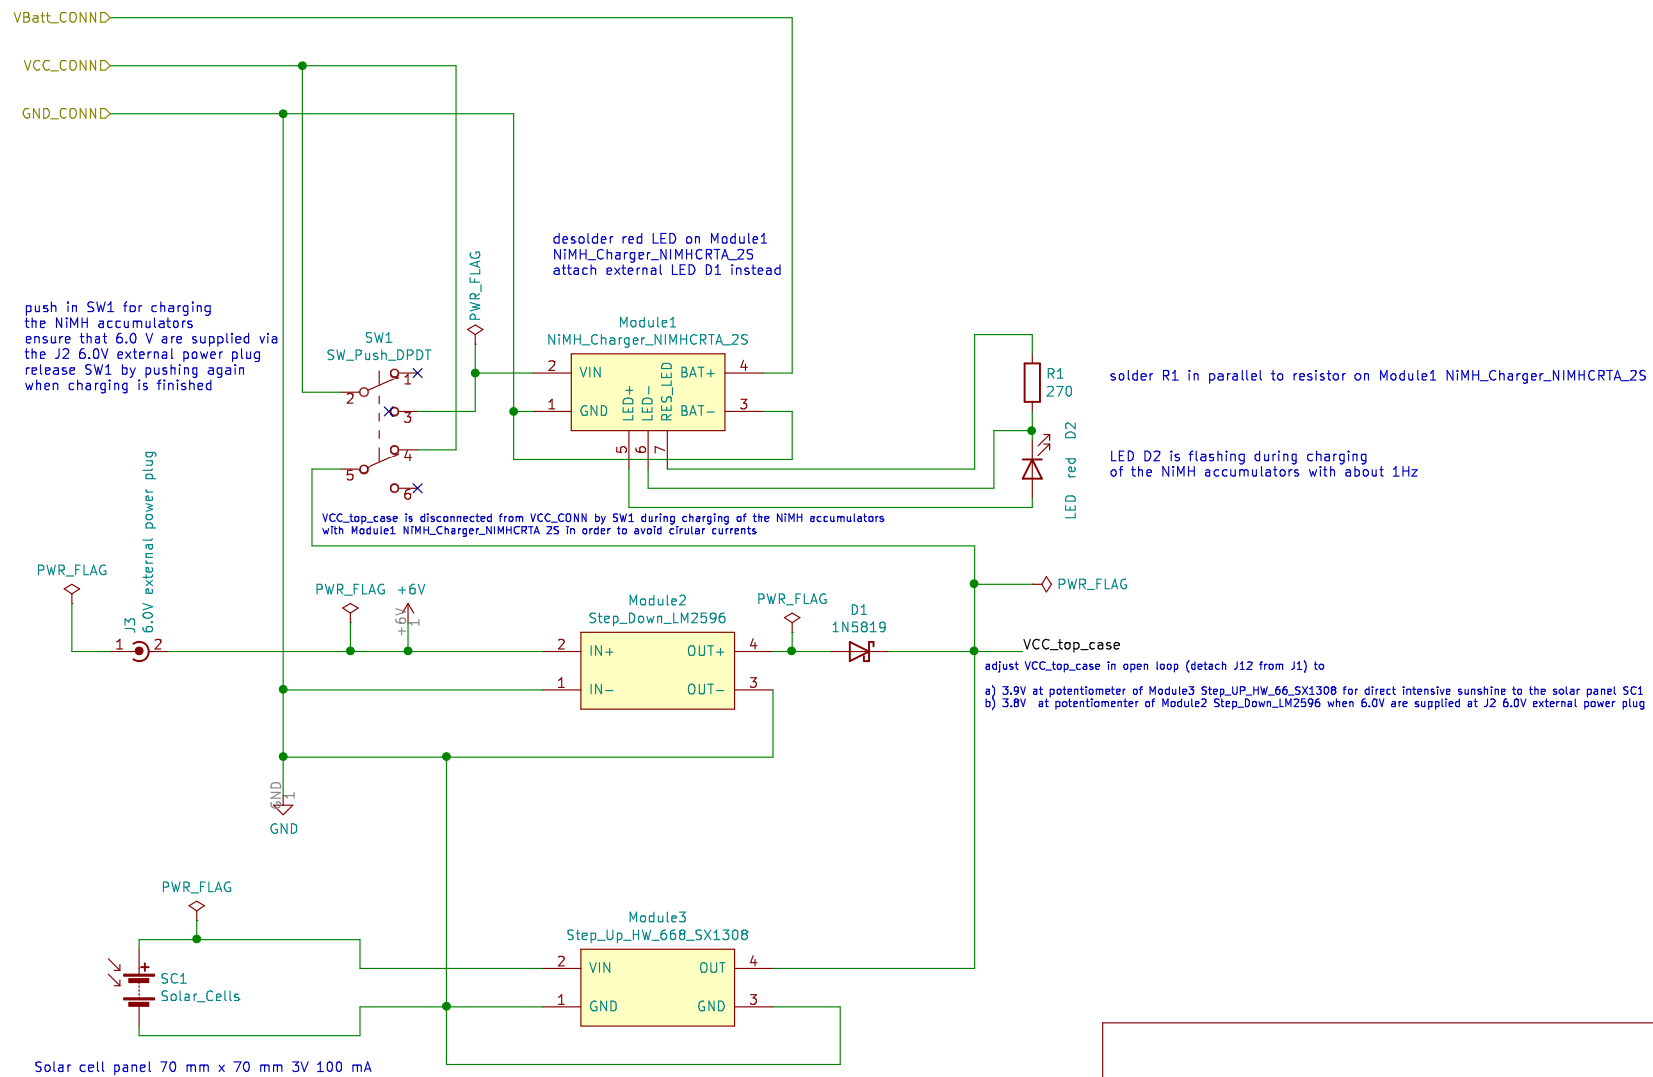 VBatt_CONN
VCC_CONN
GND_CONN
desolder red LED on Module1
NiMH_Charger_NIMHCRTA_2S
attach external LED D1 instead
PWR_FLAG
push in SW1 for charging
the NiMH accumulators
ensure that 6.0 V are supplied via
the J2 6.0V external power plug
release SW1 by pushing again
when charging is finished
SW1
SW_Push_DPDT
1
2
3
4
5
6
Module1
NiMH_Charger_NIMHCRTA_2S
2 VIN
1 GND
LED+
LED-
RES_LED
BAT+ 4
BAT- 3
5
6
7
R1
270
solder R1 in parallel to resistor on Module1 NiMH_Charger_NIMHCRTA_2S
D2
LED red
LED D2 is flashing during charging
of the NiMH accumulators with about 1Hz
VCC_top_case is disconnected from VCC_CONN by SW1 during charging of the NiMH accumulators
with Module1 NiMH_Charger_NIMHCRTA 2S in order to avoid cirular currents
PWR_FLAG
J3
6.0V external power plug
1
2
PWR_FLAG
+6V
+6V
1
Module2
Step_Down_LM2596
2 IN+
1 IN-
OUT+ 4
OUT- 3
PWR_FLAG
D1
1N5819
PWR_FLAG
VCC_top_case
adjust VCC_top_case in open loop (detach J12 from J1) to
a) 3.9V at potentiometer of Module3 Step_UP_HW_66_SX1308 for direct intensive sunshine to the solar panel SC1
b) 3.8V at potentiomenter of Module2 Step_Down_LM2596 when 6.0V are supplied at J2 6.0V external power plug
GND
1
GND
PWR_FLAG
+
SC1
Solar_Cells
Module3
Step_Up_HW_668_SX1308
2 VIN
1 GND
OUT 4
GND 3
Solar cell panel 70 mm x 70 mm 3V 100 mA